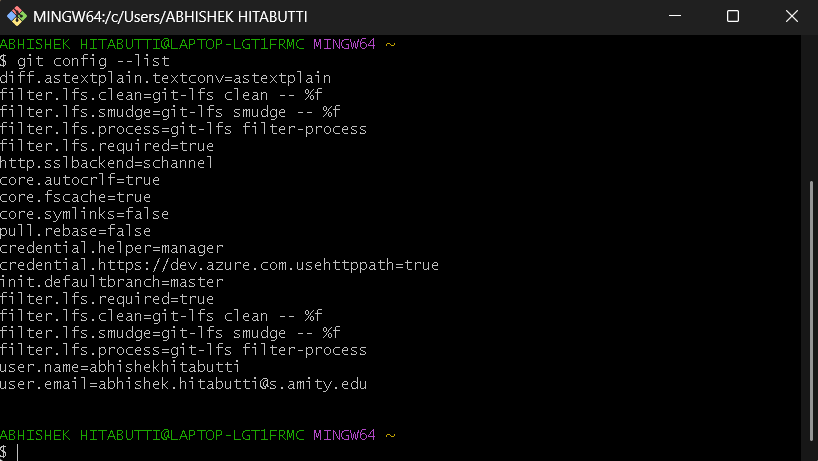 MINGW64:/c/Users/ABHISHEK HITABUTTI
ABHISHEK HITABUTTI@LAPTOP-LGT1FRMC MINGW64 ~
$ git config --list
diff.astextplain.textconv=astextplain
filter.lfs.clean=git-lfs clean -- %f
filter.lfs.smudge=git-lfs smudge -- %f
filter.lfs.process=git-lfs filter-process
filter.lfs.required=true
http.sslbackend=schannel
core.autocrlf=true
core.fscache=true
core.symlinks=false
pull.rebase=false
credential.helper=manager
credential.https://dev.azure.com.usehttppath=true
init.defaultbranch=master
filter.lfs.required=true
filter.lfs.clean=git-lfs clean -- %f
filter.lfs.smudge=git-lfs smudge -- %f
filter.lfs.process=git-lfs filter-process
user.name=abhishekhitabutti
user.email=abhishek.hitabutti@s.amity.edu
ABHISHEK HITABUTTI@LAPTOP-LGT1FRMC MINGW64 ~
$